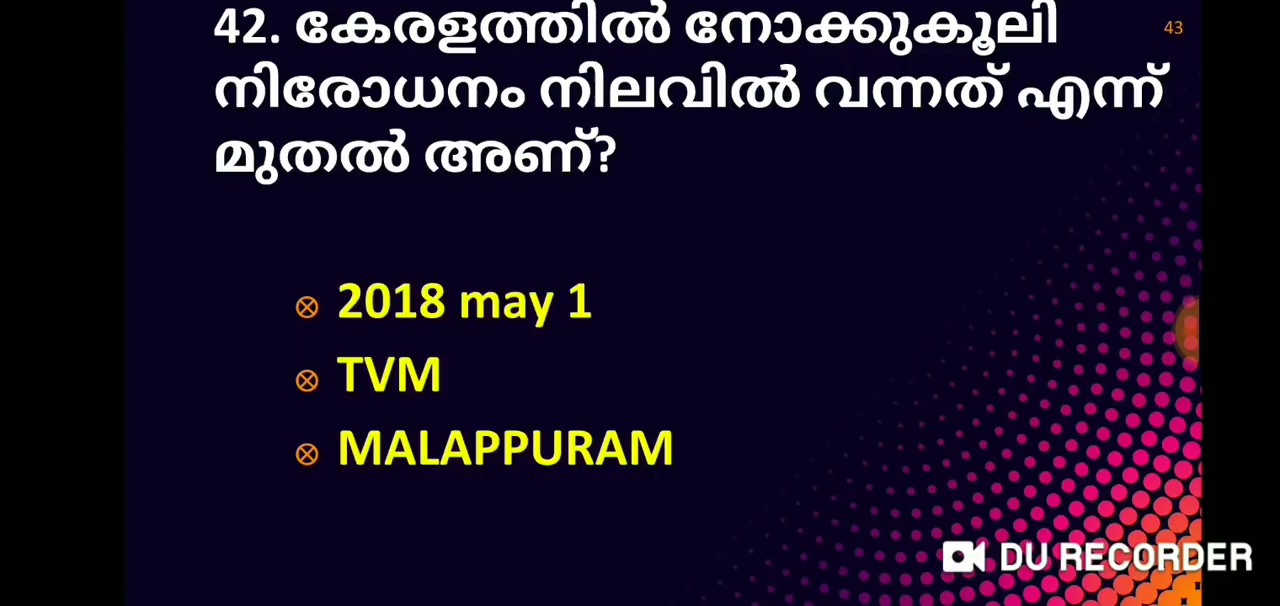 42. കേരളത്തിൽ നോക്കുകൂലി
43
നിരോധനം നിലവിൽ വന്നത് എന്ന്
മുതൽ അണ്?
2018 may 1
TVM
MALAPPURAM
DU RECORDER